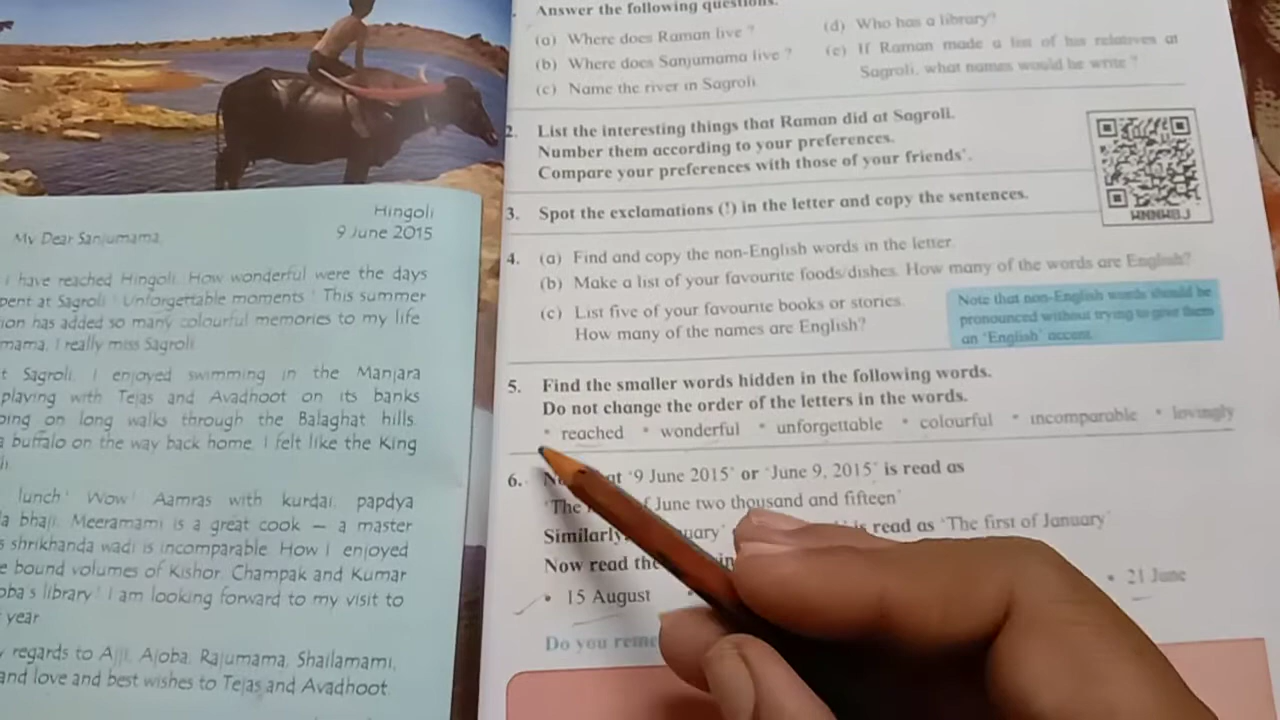 Hingoli
9 June 2015
My Dear Sanjumama
i have reached Hingoli. How wonderful were the days
pent at Sagroli ! Unforgettable moments ! This summer
ion has added so many colourful memories to my life
mama, I really miss Sagroli
t Sagroli, I enjoyed swimming in the Manjara
playing with Tejas and Avadhoot on its banks
oing on long walks through the Balaghat hills.
a buffalo on the way back home, I felt like the King
lunch ! Wow ! Aamras with kurdai, papdya
a bhaji. Meeramami is a great cook – a master
s shrikhanda wadi is incomparable. How I enjoyed
e bound volumes of Kishor, Champak and Kumar
oba's library ! I am looking forward to my visit to
year
y regards to Ajji, Ajoba, Rajumama, Shailamami,
and love and best wishes to Tejas and Avadhoot
Answer the following questions.
(a) Where does Raman live ?
(b) Where does Sanjumama live ?
(c) Name the river in Sagroli.
(d) Who has a library?
(e) If Raman made a list of his relatives at
Sagroli, what names would he write ?
2. List the interesting things that Raman did at Sagroli.
Number them according to your preferences.
Compare your preferences with those of your friends'.
3. Spot the exclamations (!) in the letter and copy the sentences.
4. (a) Find and copy the non-English words in the letter.
(b) Make a list of your favourite foods/dishes. How many of the words are English?
(c) List five of your favourite books or stories.
How many of the names are English?
Note that non-English words should be
pronounced without trying to give them
an 'English' accent.
5. Find the smaller words hidden in the following words.
Do not change the order of the letters in the words.
* reached * wonderful * unforgettable * colourful * incomparable * lovingly
6. at '9 June 2015' or 'June 9, 2015' is read as
'The of June two thousand and fifteen'
Similarly, is read as 'The first of January'
Now read the
• 15 August • 21 June
Do you reme